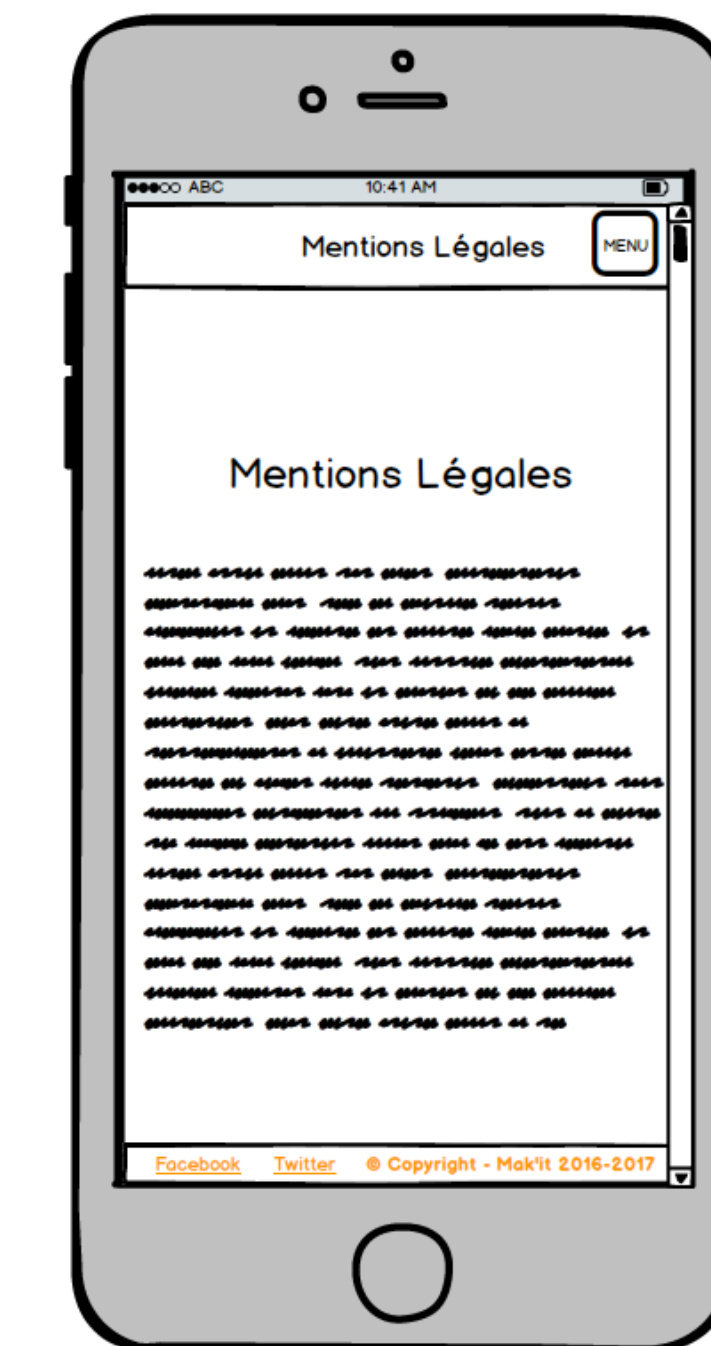 ABC 10:41 AM
Mentions Légales MENU
Mentions Légales
Facebook Twitter © Copyright - Mak'it 2016-2017